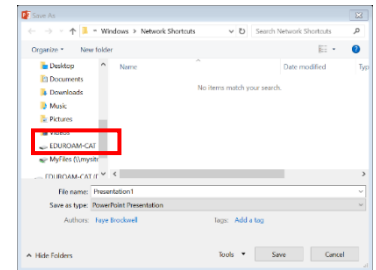 Save As
Windows > Network Shortcuts
Search Network Shortcuts
Organize
New folder
Desktop
Name
Date modified
Typ
Documents
No items match your search.
Downloads
Music
Pictures
Videos
EDUROAM-CAT
MyFiles (\\mysit
EDUROAM-CAT (
File name: Presentation1
Save as type: PowerPoint Presentation
Authors: Faye Brockwell
Tags: Add a tag
Hide Folders
Tools
Save
Cancel